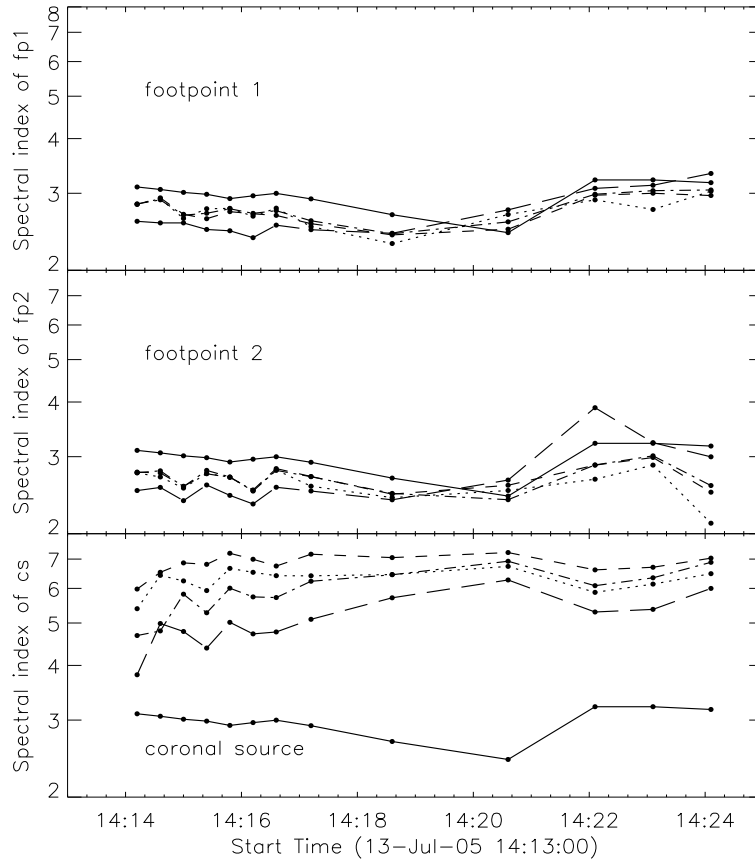 Spectral index of fp1
8
7
6
5
4
3
2
footpoint 1
Spectral index of fp2
7
6
5
4
3
2
footpoint 2
Spectral index of cs
7
6
5
4
3
2
coronal source
14:14 14:16 14:18 14:20 14:22 14:24
Start Time (13-Jul-05 14:13:00)